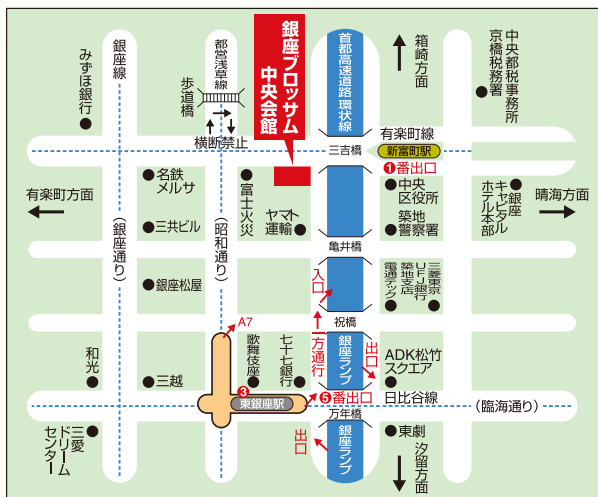 銀座線
みずほ銀行
都営浅草線
歩道橋
横断禁止
銀座ブロッサム
中央会館
首都高速道路 環状線
箱崎方面
中央都税事務所
京橋税務署
有楽町線
新富町駅
❶番出口
三吉橋
有楽町方面
(銀座通り)
名鉄
メルサ
三共ビル
銀座松屋
(昭和通り)
富士火災
ヤマト
運輸
中央
区役所
築地
警察署
銀座
キャピタル
ホテル本部
晴海方面
亀井橋
入口
一方通行
三菱東京
UFJ銀行
築地支店
電通テック
祝橋
A7
和光
三越
歌舞伎座
七十七銀行
銀座ランプ
出口
ADK松竹
スクエア
❸
東銀座駅
❺番出口
日比谷線
万年橋
(臨海通り)
三愛
ドリーム
センター
出口
銀座ランプ
東劇
汐留方面